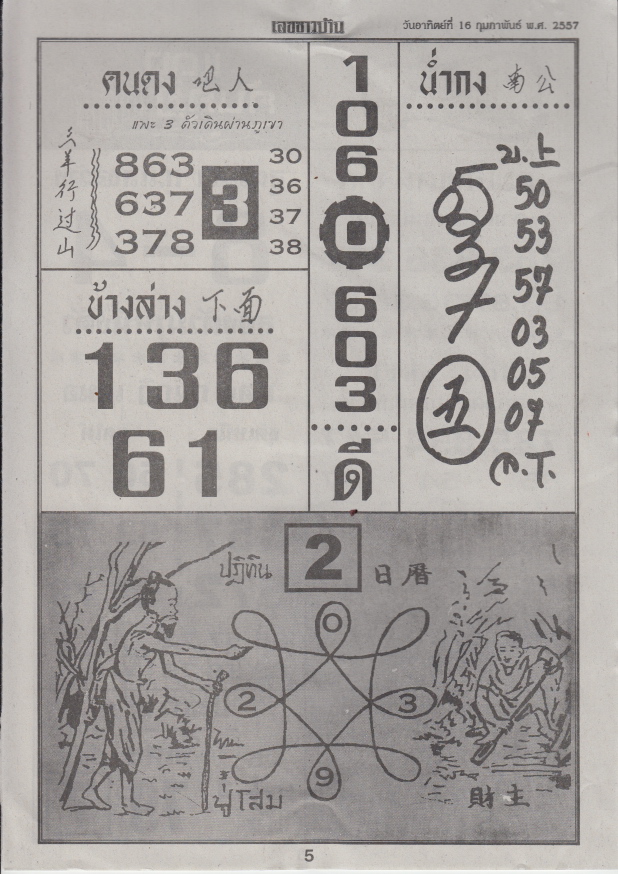 เลขชาวบ้าน
วันอาทิตย์ที่ 16 กุมภาพันธ์ พ.ศ. 2557
คนดง 人
แพะ 3 ตัวเดินผ่านภูเขา
三羊行过山
863
637
378
3
30
36
37
38
ข้างล่าง 下面
136
61
1
0
6
0
6
0
3
ดี
น่ำกง 南公
บ. 上
50
53
57
03
05
07
五
ปฏิทิน 2 日曆
0
2 3
9
ปู่โสม
財主
5